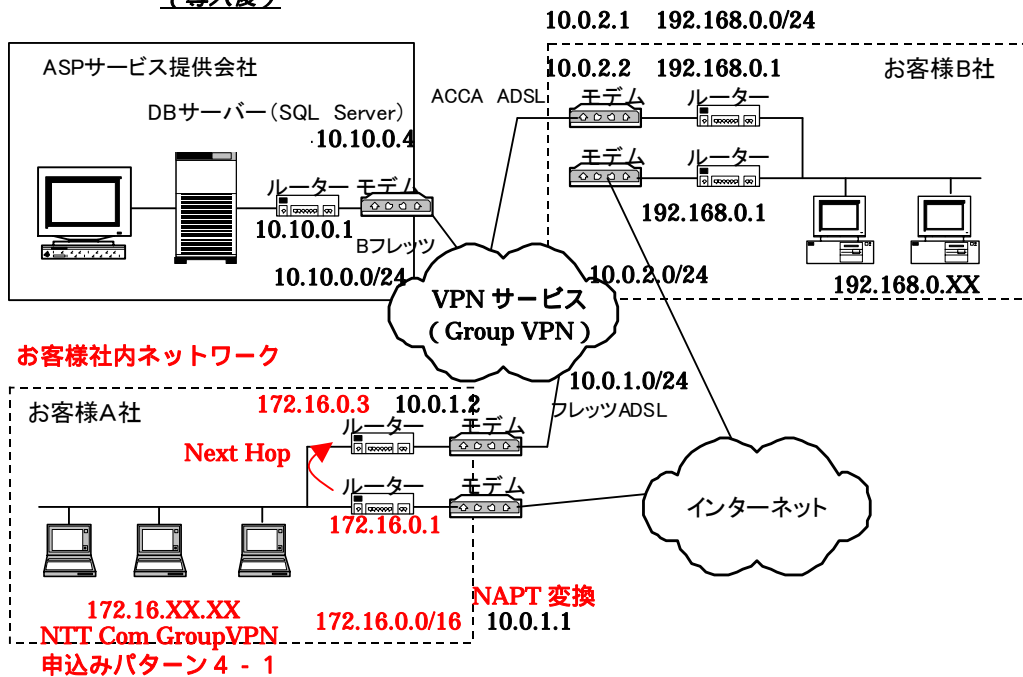 (導入後)
10.0.2.1 192.168.0.0/24
ASPサービス提供会社
DBサーバー(SQL Server)
10.10.0.4
ルーター モデム
10.10.0.1
Bフレッツ
10.10.0.0/24
10.0.2.2 192.168.0.1
お客様B社
ACCA ADSL
モデム ルーター
モデム ルーター
192.168.0.1
192.168.0.XX
10.0.2.0/24
VPN サービス
(Group VPN)
お客様社内ネットワーク
お客様A社
172.16.0.3 10.0.1.2
ルーター モデム
Next Hop
10.0.1.0/24
フレッツADSL
ルーター モデム
172.16.0.1
インターネット
172.16.XX.XX
172.16.0.0/16
NAPT 変換
10.0.1.1
NTT Com GroupVPN
申込みパターン4-1